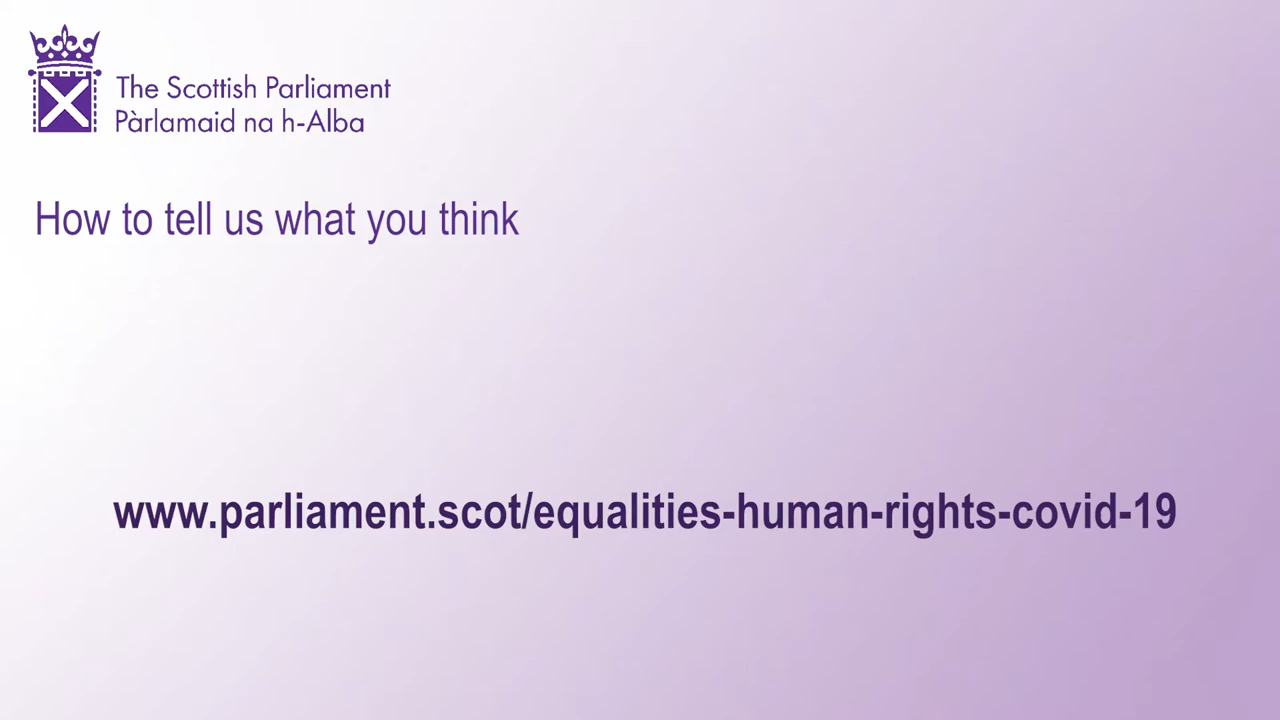 The Scottish Parliament
Pàrlamaid na h-Alba
How to tell us what you think
www.parliament.scot/equalities-human-rights-covid-19